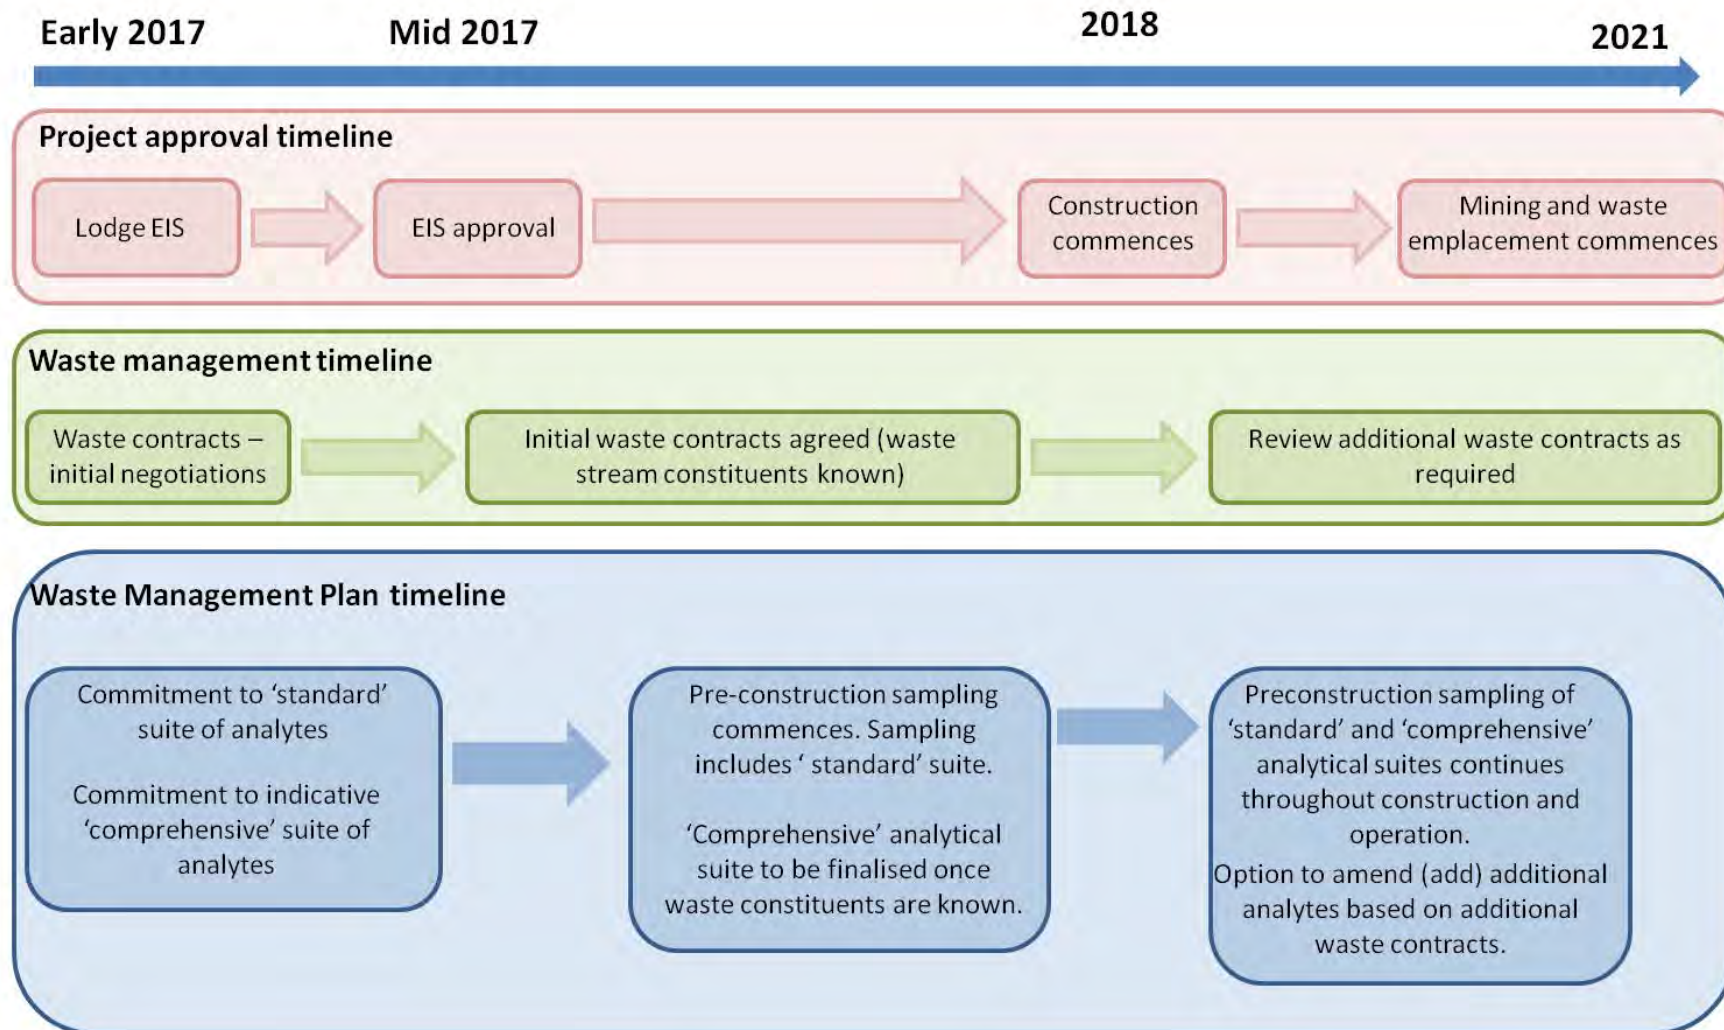 Early 2017
Mid 2017
2018
2021
Project approval timeline
Lodge EIS
EIS approval
Construction
commences
Mining and waste
emplacement commences
Waste management timeline
Waste contracts –
initial negotiations
Initial waste contracts agreed (waste
stream constituents known)
Review additional waste contracts as
required
Waste Management Plan timeline
Commitment to ‘standard’
suite of analytes
Commitment to indicative
‘comprehensive’ suite of
analytes
Pre-construction sampling
commences. Sampling
includes ‘ standard’ suite.
‘Comprehensive’ analytical
suite to be finalised once
waste constituents are known.
Preconstruction sampling of
‘standard’ and ‘comprehensive’
analytical suites continues
throughout construction and
operation.
Option to amend (add) additional
analytes based on additional
waste contracts.